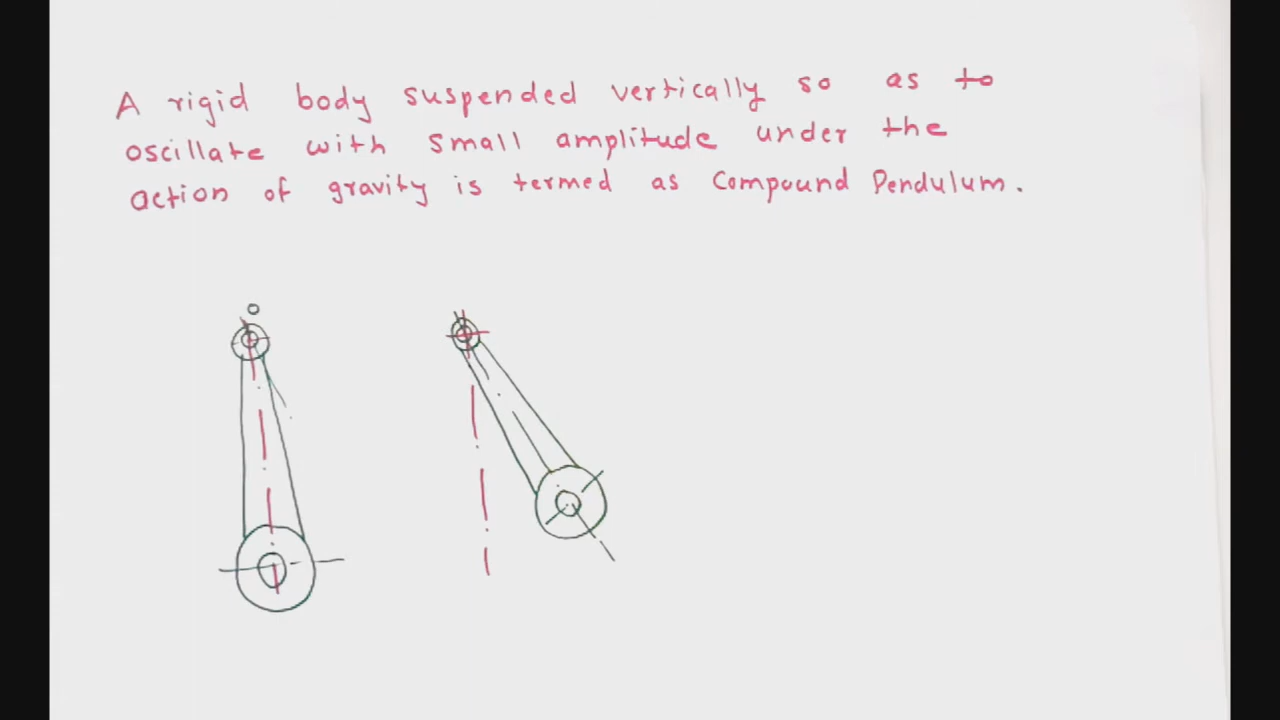 A rigid body suspended vertically so as to
oscillate with small amplitude under the
action of gravity is termed as Compound Pendulum.
o